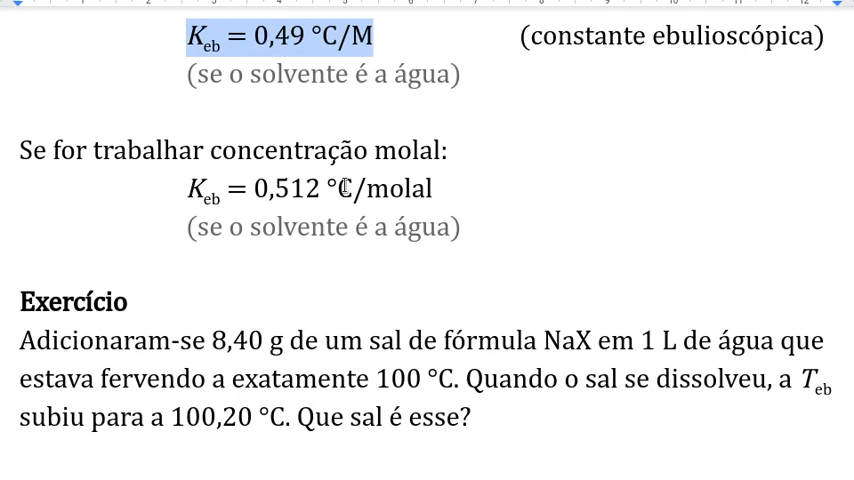 K_eb = 0,49 °C/M (constante ebulioscópica)
(se o solvente é a água)
Se for trabalhar concentração molal:
K_eb = 0,512 °C/molal
(se o solvente é a água)
Exercício
Adicionaram-se 8,40 g de um sal de fórmula NaX em 1 L de água que
estava fervendo a exatamente 100 °C. Quando o sal se dissolveu, a T_eb
subiu para a 100,20 °C. Que sal é esse?